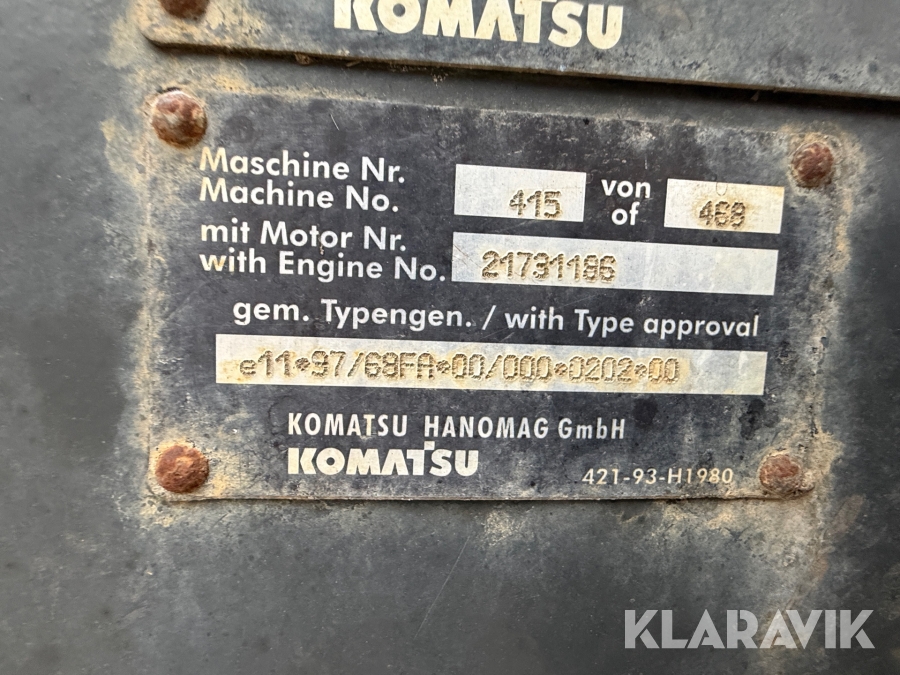 KOMATSU
Maschine Nr.
Machine No. 415 von of 468
mit Motor Nr.
with Engine No. 21731186
gem. Typengen. / with Type approval
e11*97/68FA*00/000*0202*00
KOMATSU HANOMAG GmbH
KOMATSU
421-93-H1980
KLARAVIK